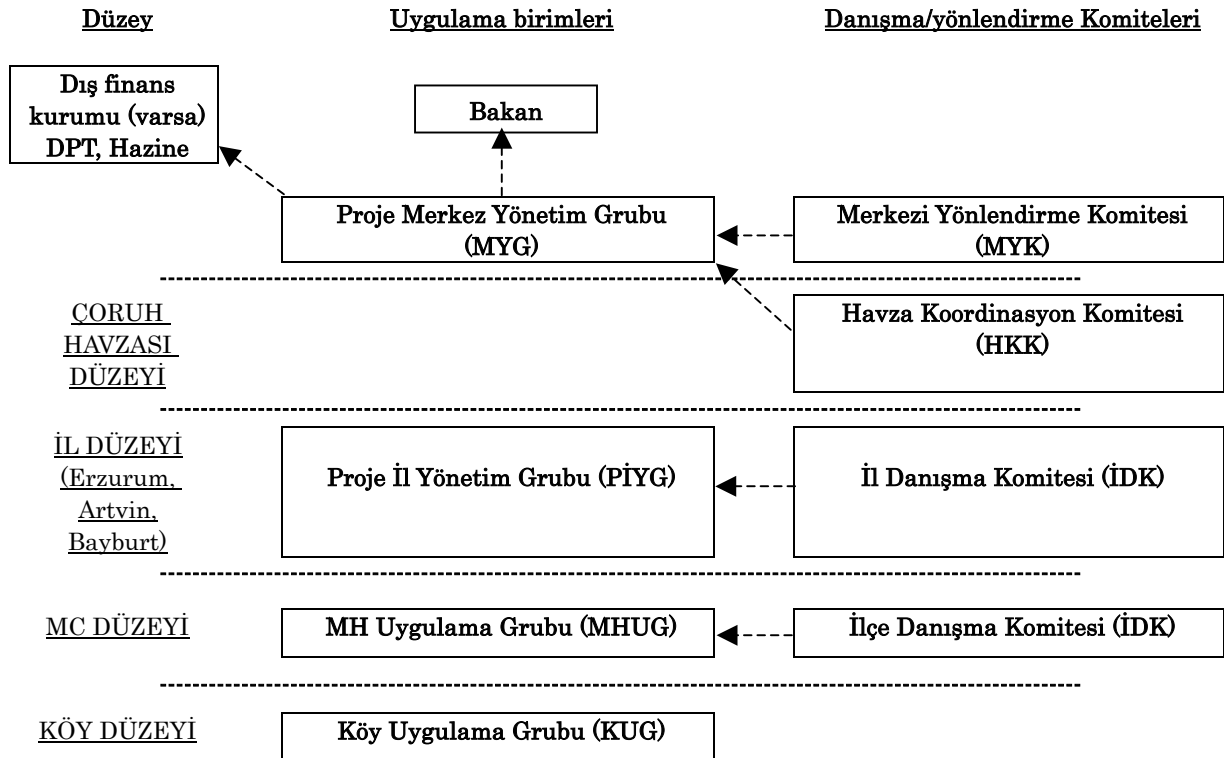 Düzey
Uygulama birimleri
Danışma/yönlendirme Komiteleri
Dış finans
kurumu (varsa)
DPT, Hazine
Bakan
Proje Merkez Yönetim Grubu
(MYG)
Merkezi Yönlendirme Komitesi
(MYK)
ÇORUH
HAVZASI
DÜZEYİ
Havza Koordinasyon Komitesi
(HKK)
İL DÜZEYİ
(Erzurum,
Artvin,
Bayburt)
Proje İl Yönetim Grubu (PİYG)
İl Danışma Komitesi (İDK)
MC DÜZEYİ
MH Uygulama Grubu (MHUG)
İlçe Danışma Komitesi (İDK)
KÖY DÜZEYİ
Köy Uygulama Grubu (KUG)